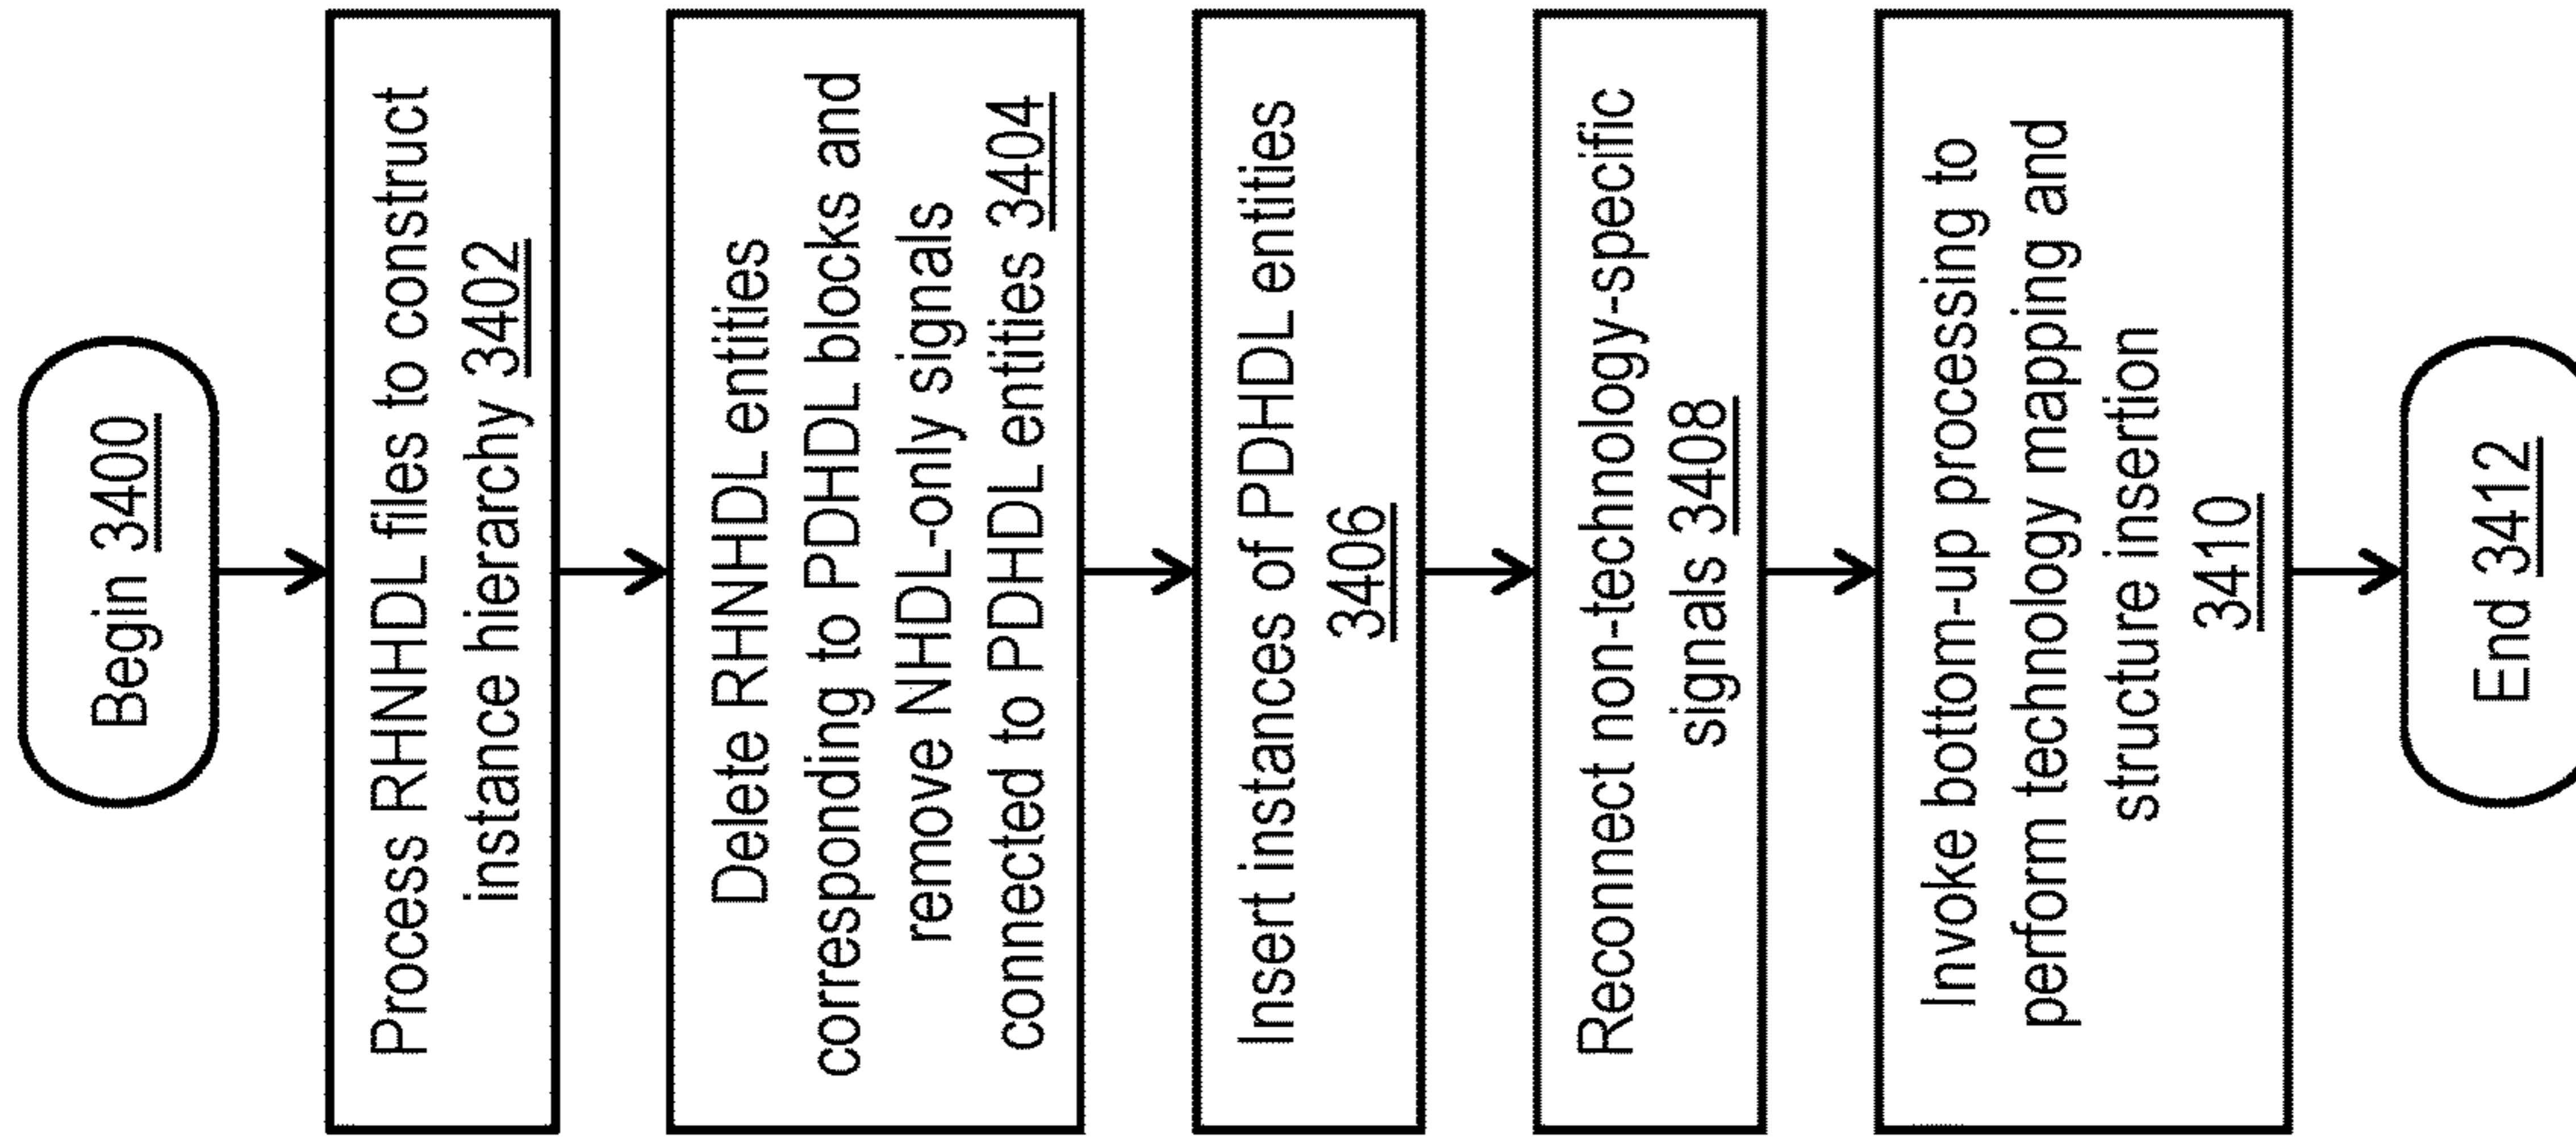 Begin 3400
Process RHNHDL files to construct
instance hierarchy 3402
Delete RHNHDL entities
corresponding to PDHDL blocks and
remove NHDL-only signals
connected to PDHDL entities 3404
Insert instances of PDHDL entities
3406
Reconnect non-technology-specific
signals 3408
Invoke bottom-up processing to
perform technology mapping and
structure insertion
3410
End 3412